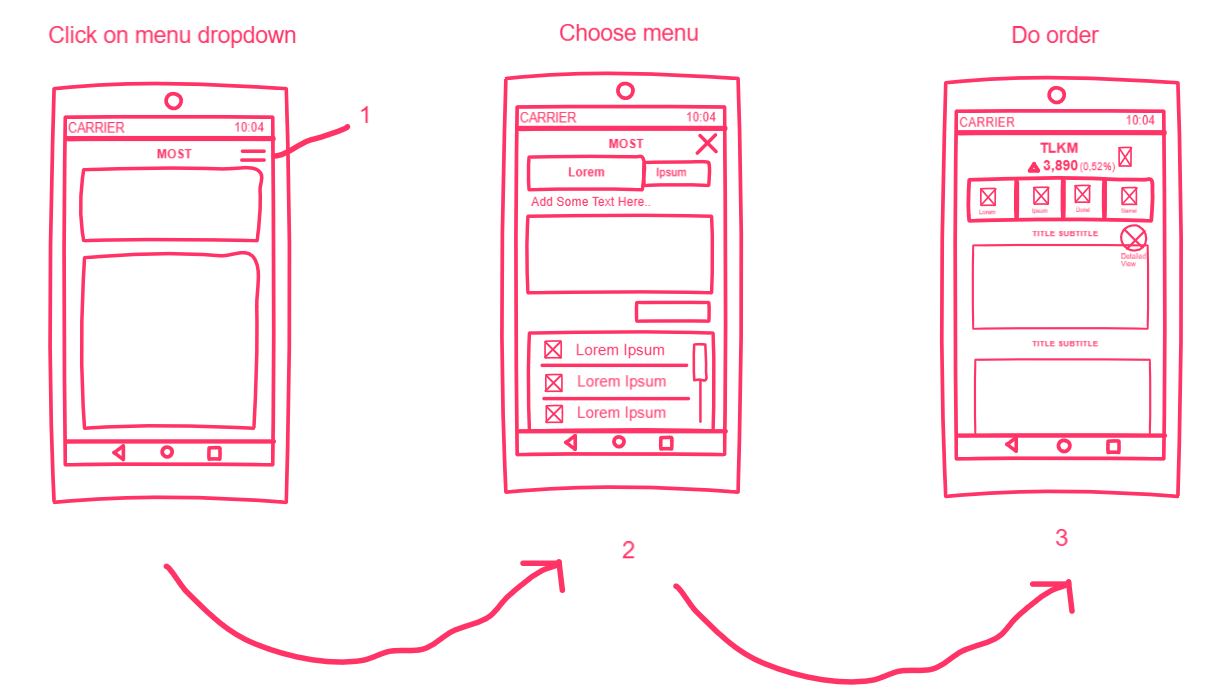 Click on menu dropdown
1
CARRIER 10:04
MOST
Choose menu
CARRIER 10:04
MOST
Lorem Ipsum
Add Some Text Here..
Lorem Ipsum
Lorem Ipsum
Lorem Ipsum
2
Do order
CARRIER 10:04
TLKM
3,890 (0,52%)
Lorem Ipsum
TITLE SUBTITLE
Detailed
View
TITLE SUBTITLE
3